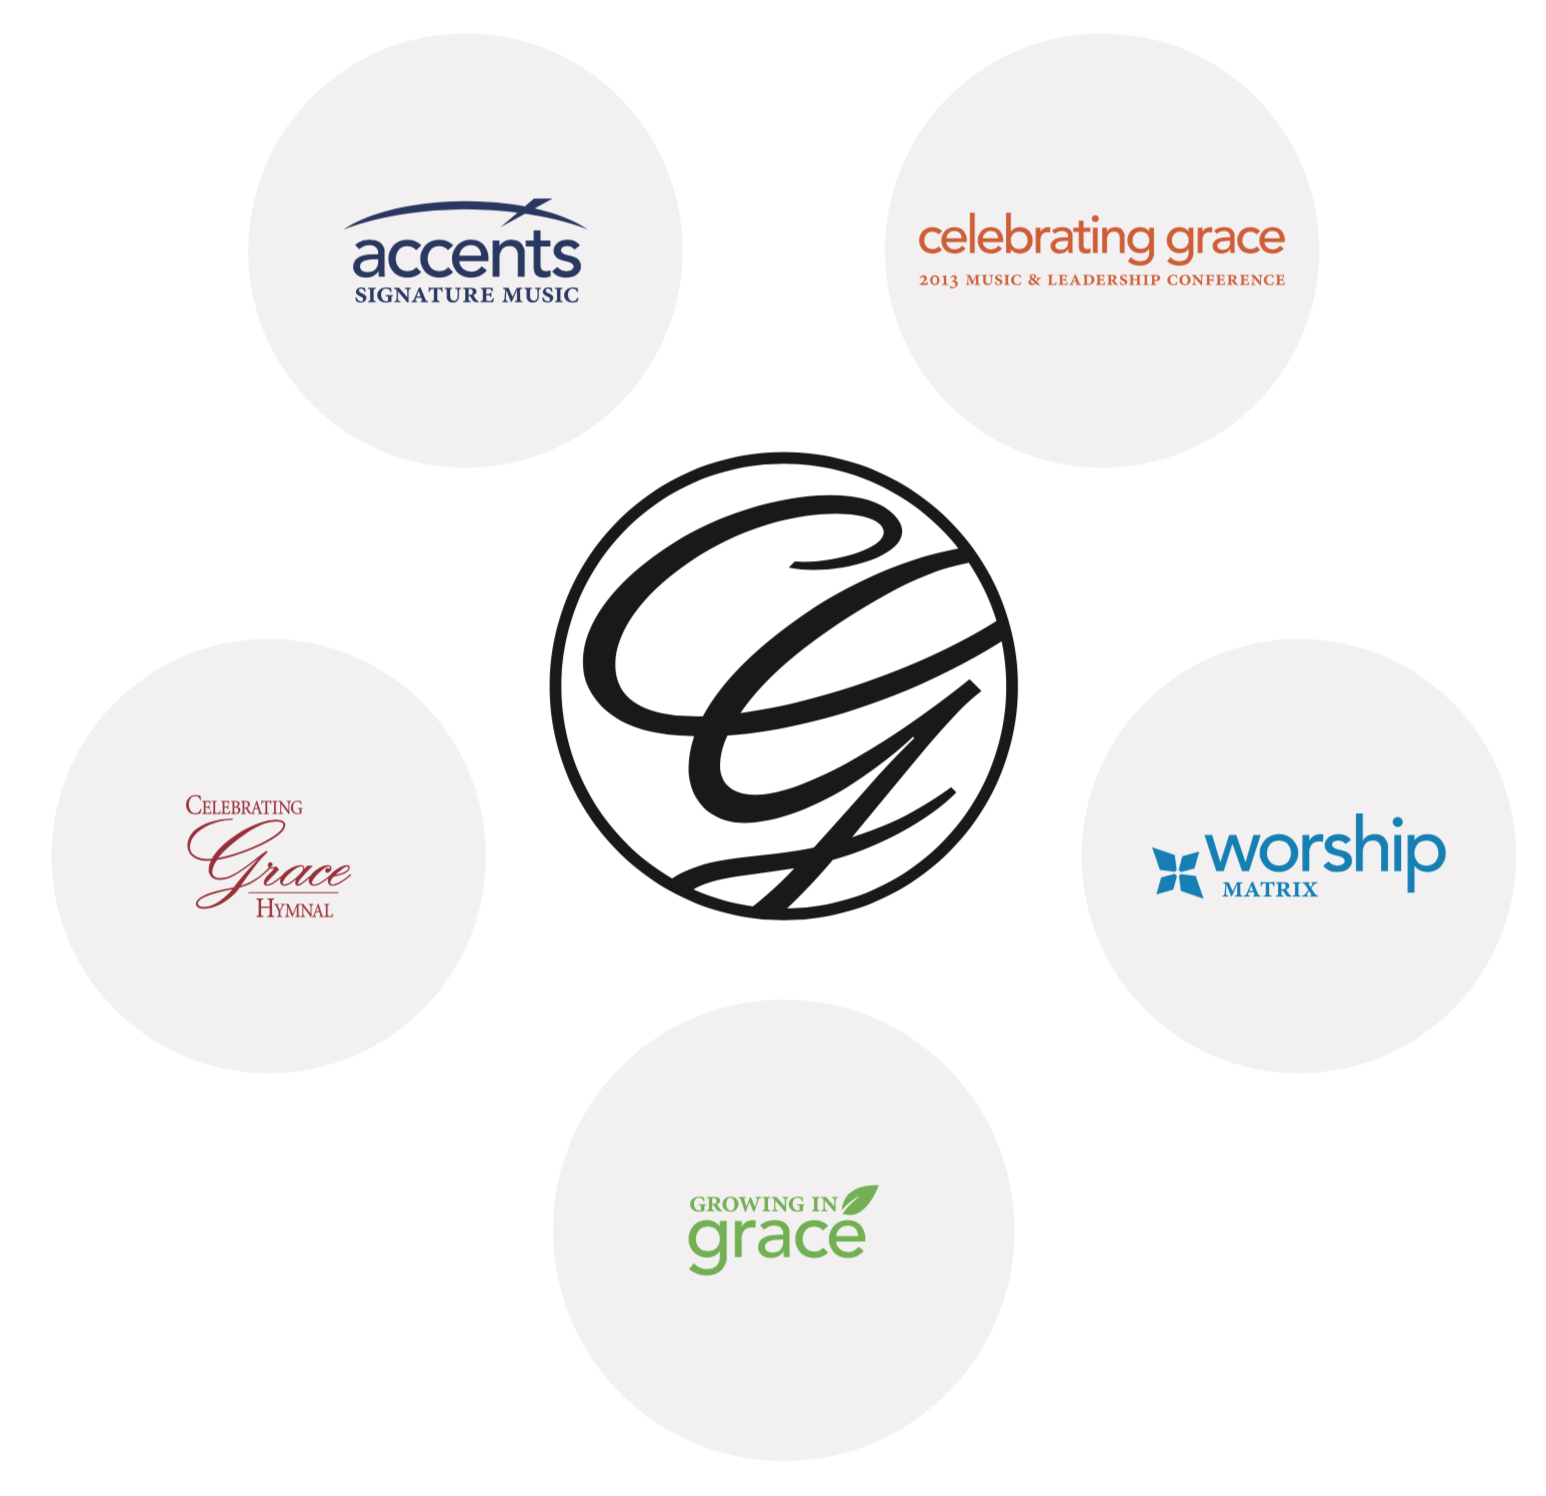 accents
SIGNATURE MUSIC
celebrating grace
2013 MUSIC & LEADERSHIP CONFERENCE
CG
CELEBRATING
Grace
HYMNAL
worship
MATRIX
GROWING IN
grace